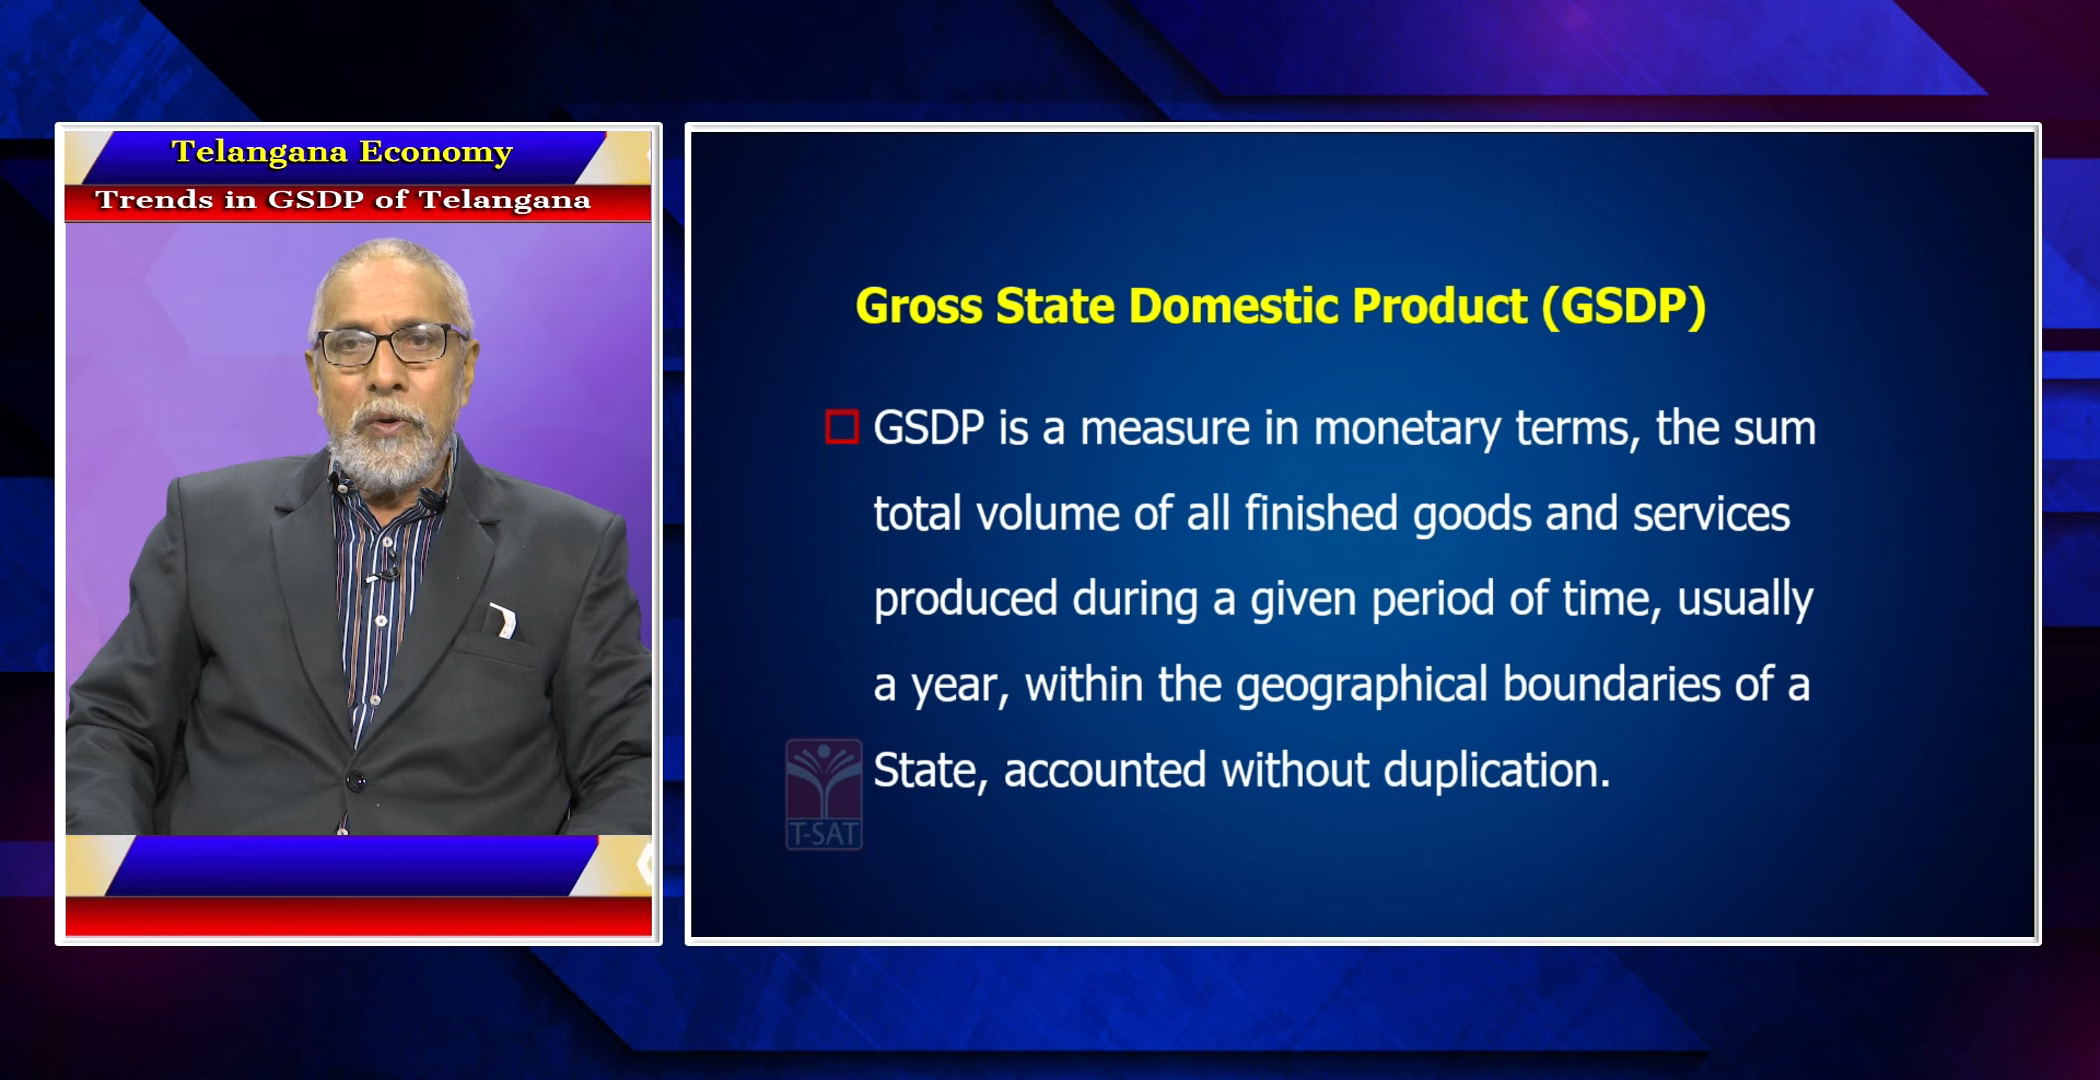 Telangana Economy
Trends in GSDP of Telangana
Gross State Domestic Product (GSDP)
GSDP is a measure in monetary terms, the sum
total volume of all finished goods and services
produced during a given period of time, usually
a year, within the geographical boundaries of a
State, accounted without duplication.
T-SAT